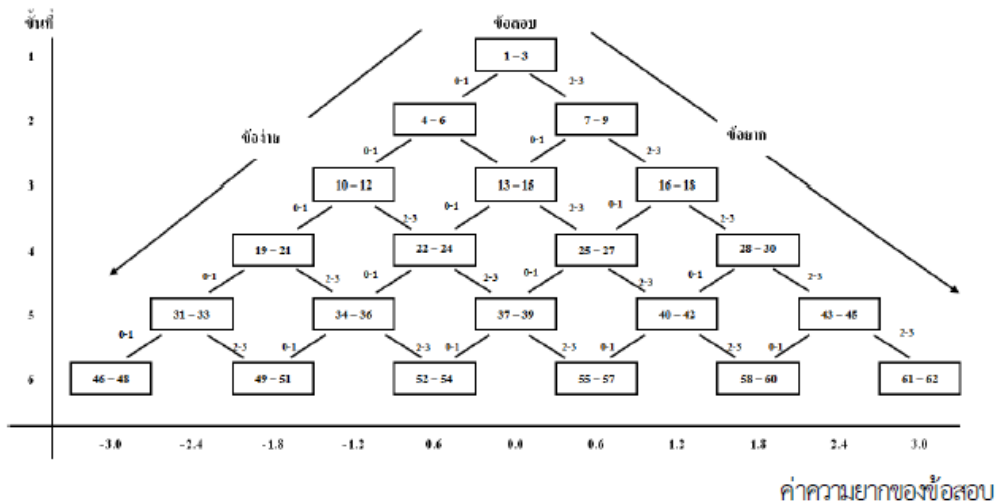 ขั้นที่ ข้อสอบ
1 1 – 3
0-1 2-3
2 4 – 6 7 – 9
ข้อง่าย ข้อยาก
0-1 0-1 2-3
3 10 – 12 13 – 15 16 – 18
0-1 2-3 0-1 2-3 0-1 2-3
4 19 – 21 22 – 24 25 – 27 28 – 30
0-1 2-3 0-1 2-3 0-1 2-3 0-1 2-3
5 31 – 33 34 – 36 37 – 39 40 – 42 43 – 45
0-1 2-3 0-1 2-3 0-1 2-3 0-1 2-3 0-1 2-3
6 46 – 48 49 – 51 52 – 54 55 – 57 58 – 60 61 – 62
-3.0 -2.4 -1.8 -1.2 0.6 0.0 0.6 1.2 1.8 2.4 3.0
ค่าความยากของข้อสอบ